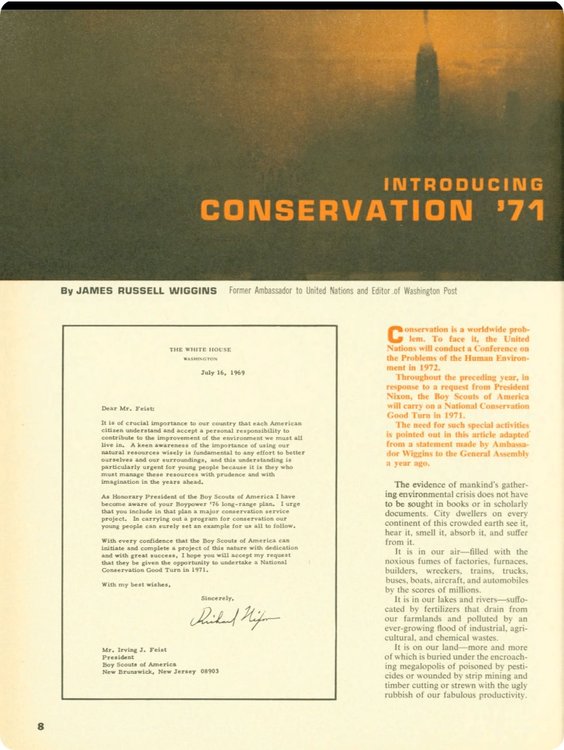 INTRODUCING
CONSERVATION '71
By JAMES RUSSELL WIGGINS Former Ambassador to United Nations and Editor of Washington Post
THE WHITE HOUSE
WASHINGTON
July 16, 1969
Dear Mr. Feist:
It is of crucial importance to our country that each American
citizen understand and accept a personal responsibility to
contribute to the improvement of the environment we must all
live in. A keen awareness of the importance of using our
natural resources wisely is fundamental to any effort to better
ourselves and our surroundings, and this understanding is
particularly urgent for young people because it is they who
must manage these resources with prudence and with
imagination in the years ahead.
As Honorary President of the Boy Scouts of America I have
become aware of your Boypower '76 long-range plan. I urge
that you include in that plan a major conservation service
project. In carrying out a program for conservation our
young people can surely set an example for us all to follow.
With every confidence that the Boy Scouts of America can
initiate and complete a project of this nature with dedication
and with great success, I hope you will accept my request
that they be given the opportunity to undertake a National
Conservation Good Turn in 1971.
With my best wishes,
Sincerely,
Richard Nixon
Mr. Irving J. Feist
President
Boy Scouts of America
New Brunswick, New Jersey 08903
Conservation is a worldwide prob-
lem. To face it, the United
Nations will conduct a Conference on
the Problems of the Human Environ-
ment in 1972.
Throughout the preceding year, in
response to a request from President
Nixon, the Boy Scouts of America
will carry on a National Conservation
Good Turn in 1971.
The need for such special activities
is pointed out in this article adapted
from a statement made by Ambassa-
dor Wiggins to the General Assembly
a year ago.
The evidence of mankind's gather-
ing environmental crisis does not have
to be sought in books or in scholarly
documents. City dwellers on every
continent of this crowded earth see it,
hear it, smell it, absorb it, and suffer
from it.
It is in our air—filled with the
noxious fumes of factories, furnaces,
builders, wreckers, trains, trucks,
buses, boats, aircraft, and automobiles
by the scores of millions.
It is in our lakes and rivers—suffo-
cated by fertilizers that drain from
our farmlands and polluted by an
ever-growing flood of industrial, agri-
cultural, and chemical wastes.
It is on our land—more and more
of which is buried under the encroach-
ing megalopolis of poisoned by pesti-
cides or wounded by strip mining and
timber cutting or strewn with the ugly
rubbish of our fabulous productivity.
8